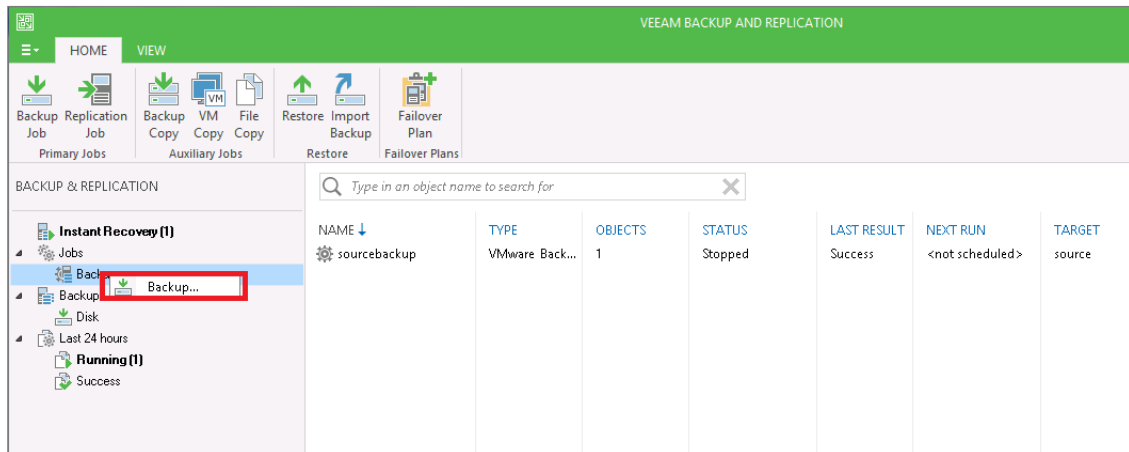 VEEAM BACKUP AND REPLICATION
HOME VIEW
Backup Replication Backup VM File Restore Import Failover
Job Job Copy Copy Copy Backup Plan
Primary Jobs Auxiliary Jobs Restore Failover Plans
VM
BACKUP & REPLICATION
Type in an object name to search for
Instant Recovery (1)
NAME TYPE OBJECTS STATUS LAST RESULT NEXT RUN TARGET
Jobs
sourcebackup VMware Back... 1 Stopped Success <not scheduled> source
Backup...
Backup
Disk
Last 24 hours
Running (1)
Success